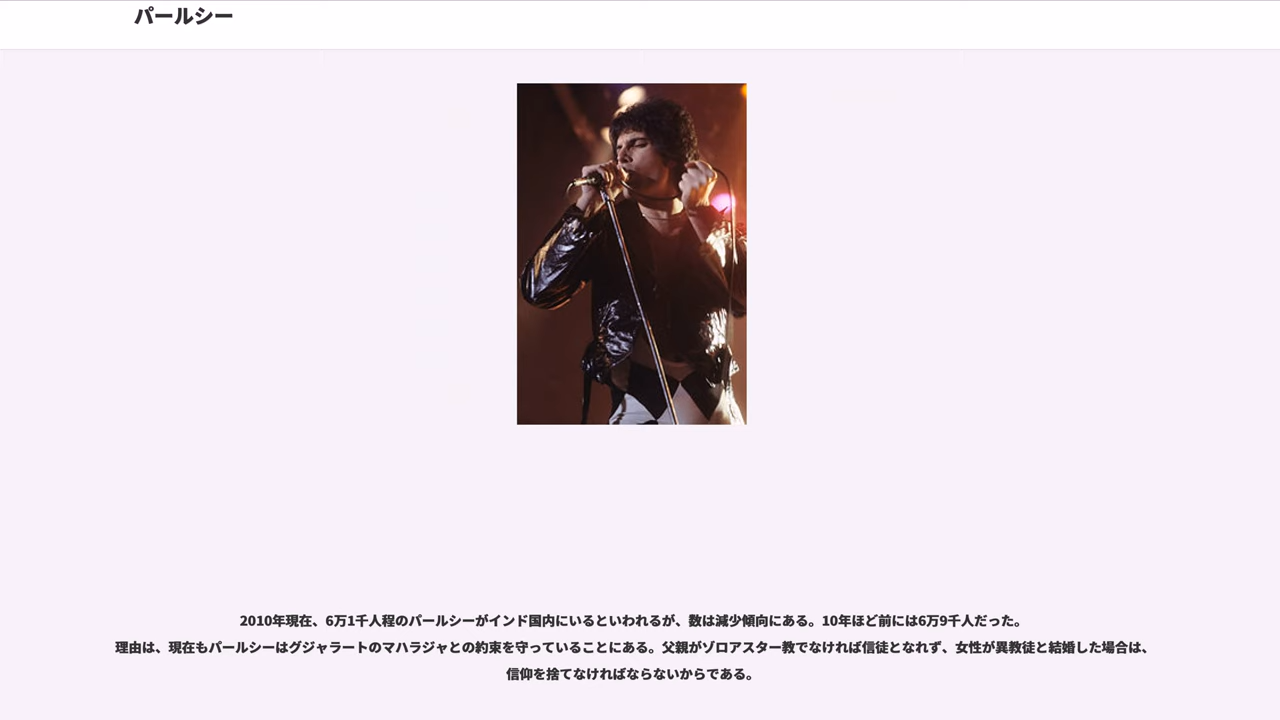 パールシー
2010年現在、6万1千人程のパールシーがインド国内にいるといわれるが、数は減少傾向にある。10年ほど前には6万9千人だった。
理由は、現在もパールシーはグジャラートのマハラジャとの約束を守っていることにある。父親がゾロアスター教でなければ信徒となれず、女性が異教徒と結婚した場合は、
信仰を捨てなければならないからである。